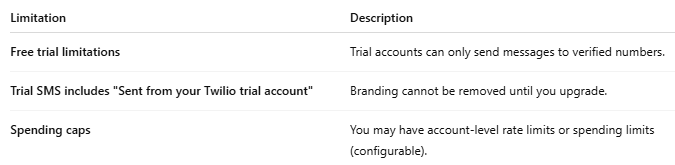 Limitation Description
Free trial limitations Trial accounts can only send messages to verified numbers.
Trial SMS includes "Sent from your Twilio trial account" Branding cannot be removed until you upgrade.
Spending caps You may have account-level rate limits or spending limits
(configurable).